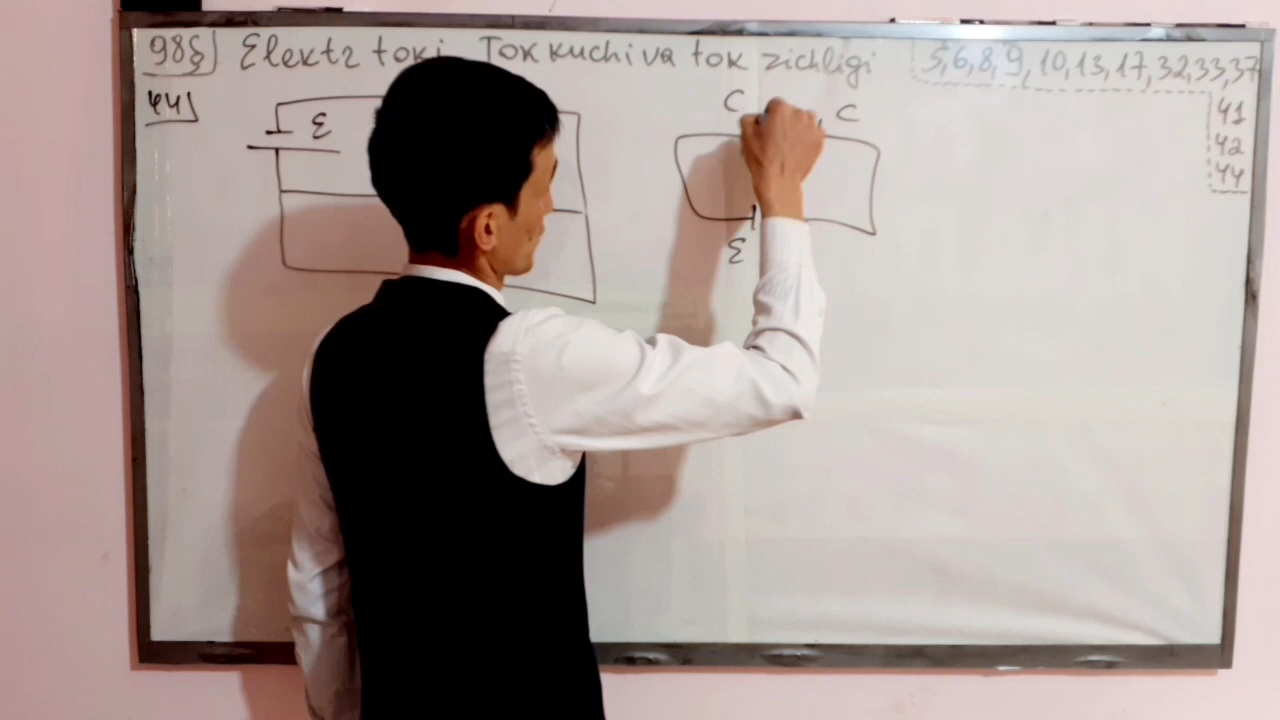 98§) Elektr toki Tok kuchi va tok zichligi
5,6,8,9,10,13,17,32,33,37
41
42
44
44)
ℰ
C C
ℰ